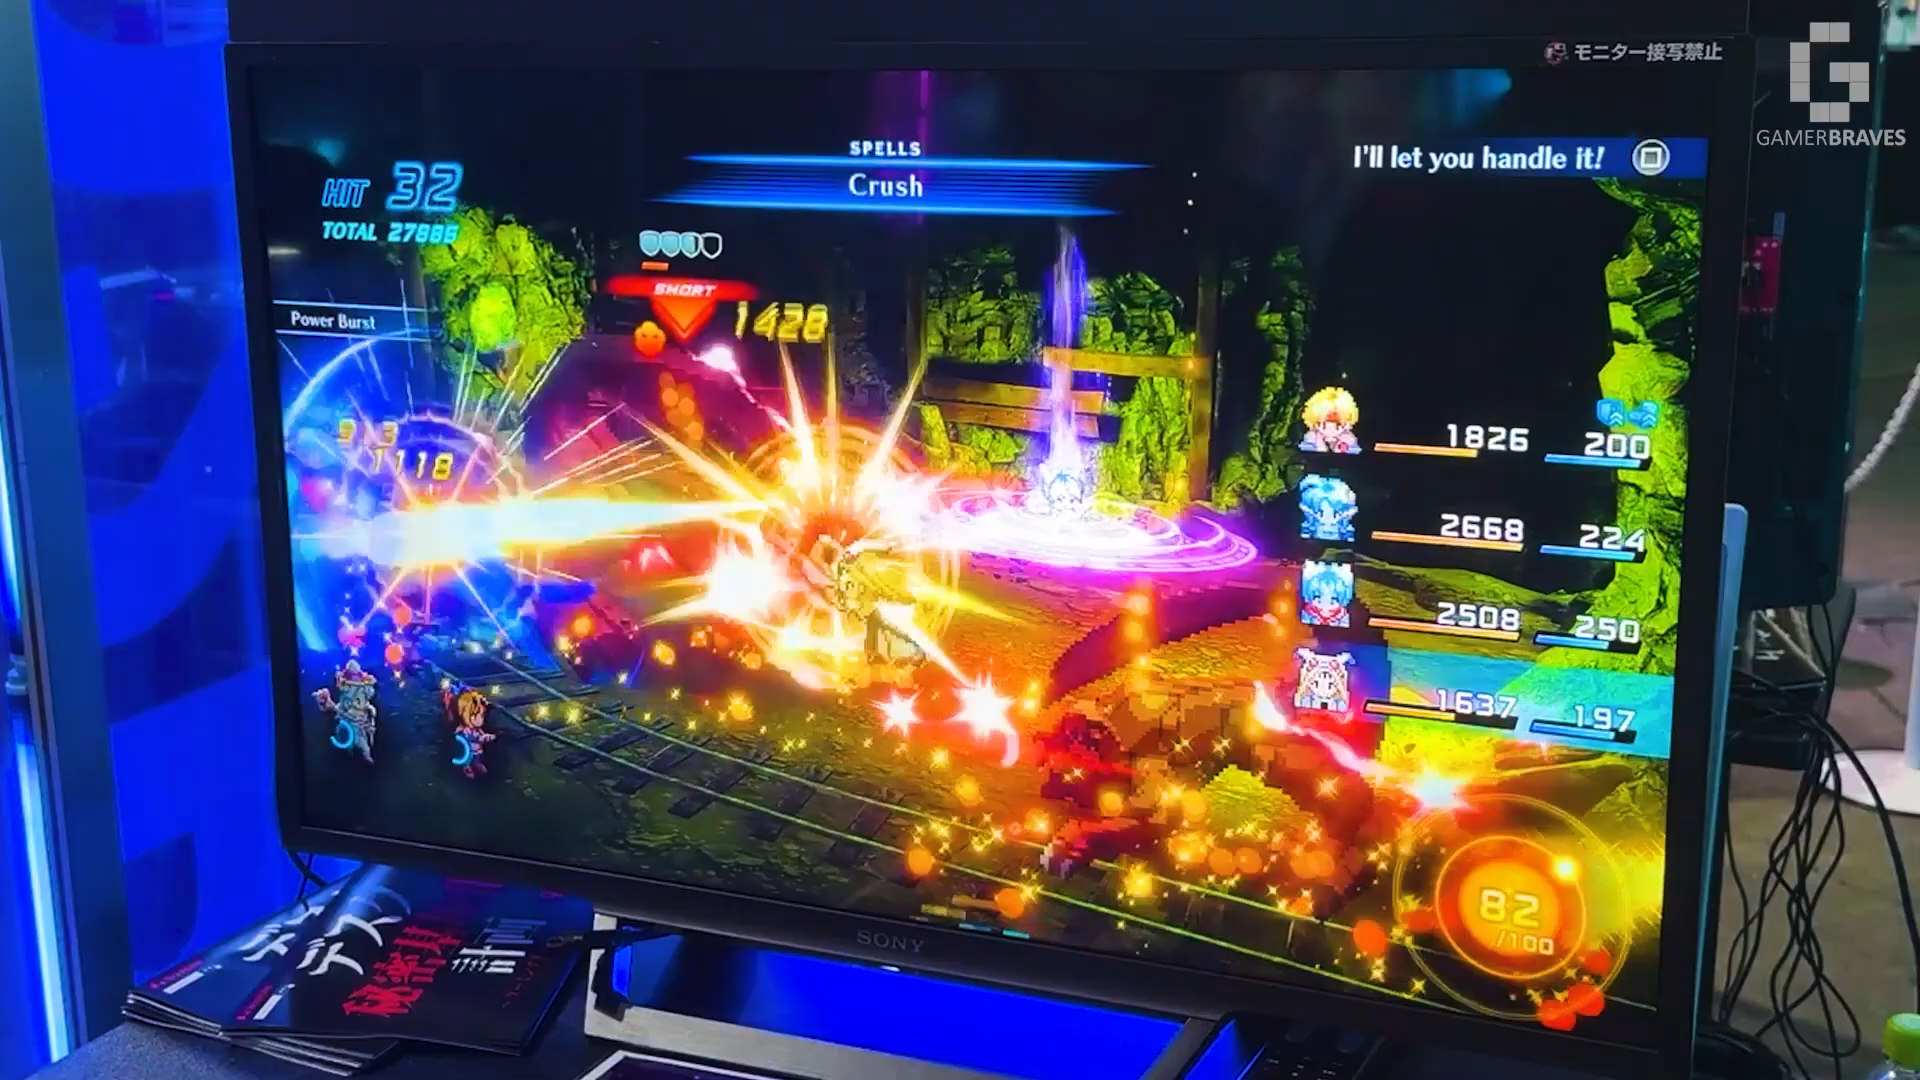 モニター接写禁止
GAMERBRAVES
SPELLS
Crush
I'll let you handle it!
HIT 32
TOTAL 27986
Power Burst
SHORT
1428
1118
1826 200
2668 224
2508 250
1637 197
82
/100
SONY